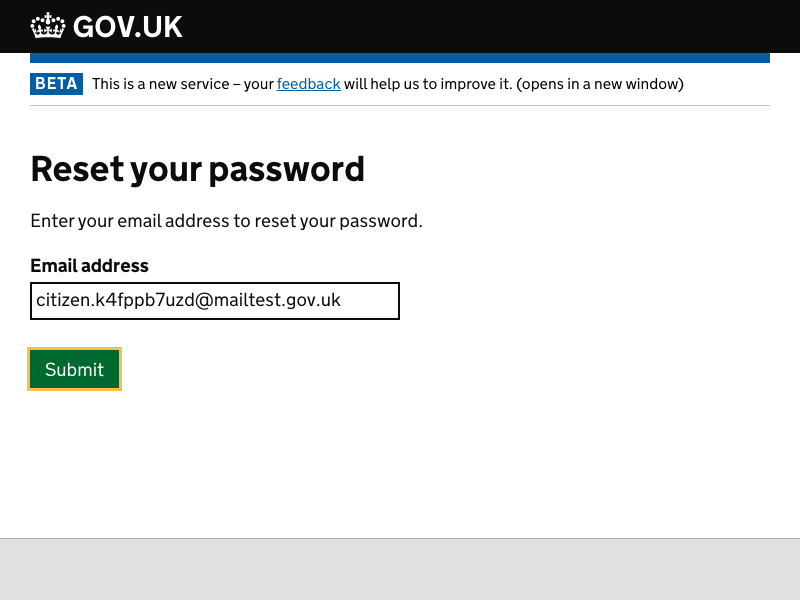 GOV.UK
BETA This is a new service – your feedback will help us to improve it. (opens in a new window)
Reset your password
Enter your email address to reset your password.
Email address
citizen.k4fppb7uzd@mailtest.gov.uk
Submit